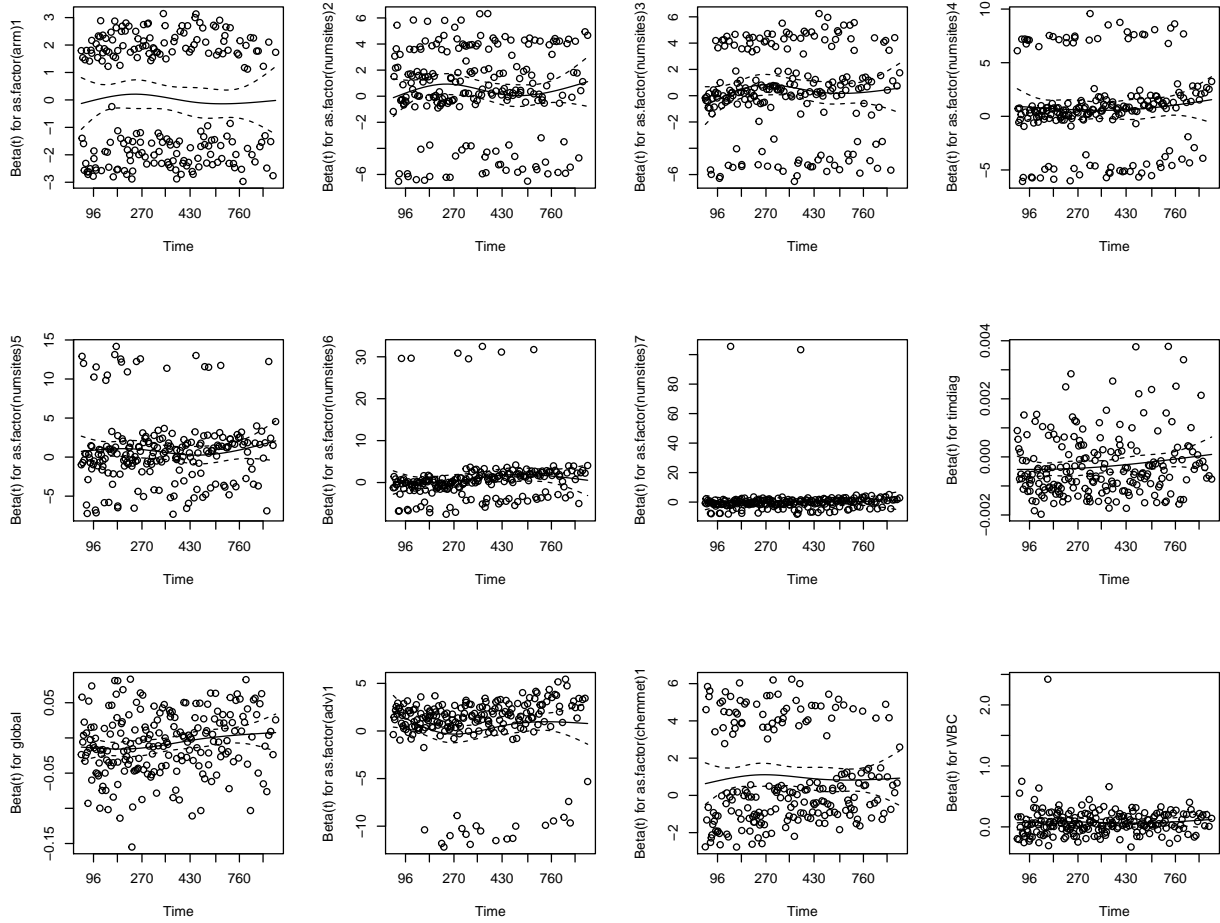 Beta(t) for as.factor(arm)1
3
2
1
0
−1
−2
−3
96 270 430 760
Time
Beta(t) for as.factor(numsites)2
6
4
2
0
−2
−6
96 270 430 760
Time
Beta(t) for as.factor(numsites)3
6
4
2
0
−2
−6
96 270 430 760
Time
Beta(t) for as.factor(numsites)4
10
5
0
−5
96 270 430 760
Time
Beta(t) for as.factor(numsites)5
15
10
5
0
−5
96 270 430 760
Time
Beta(t) for as.factor(numsites)6
30
20
10
0
96 270 430 760
Time
Beta(t) for as.factor(numsites)7
80
60
40
20
0
96 270 430 760
Time
Beta(t) for timdiag
0.004
0.002
0.000
−0.002
96 270 430 760
Time
Beta(t) for global
0.05
−0.05
−0.15
96 270 430 760
Time
Beta(t) for as.factor(adv)1
5
0
−5
−10
96 270 430 760
Time
Beta(t) for as.factor(chemmet)1
6
4
2
0
−2
96 270 430 760
Time
Beta(t) for WBC
2.0
1.0
0.0
96 270 430 760
Time